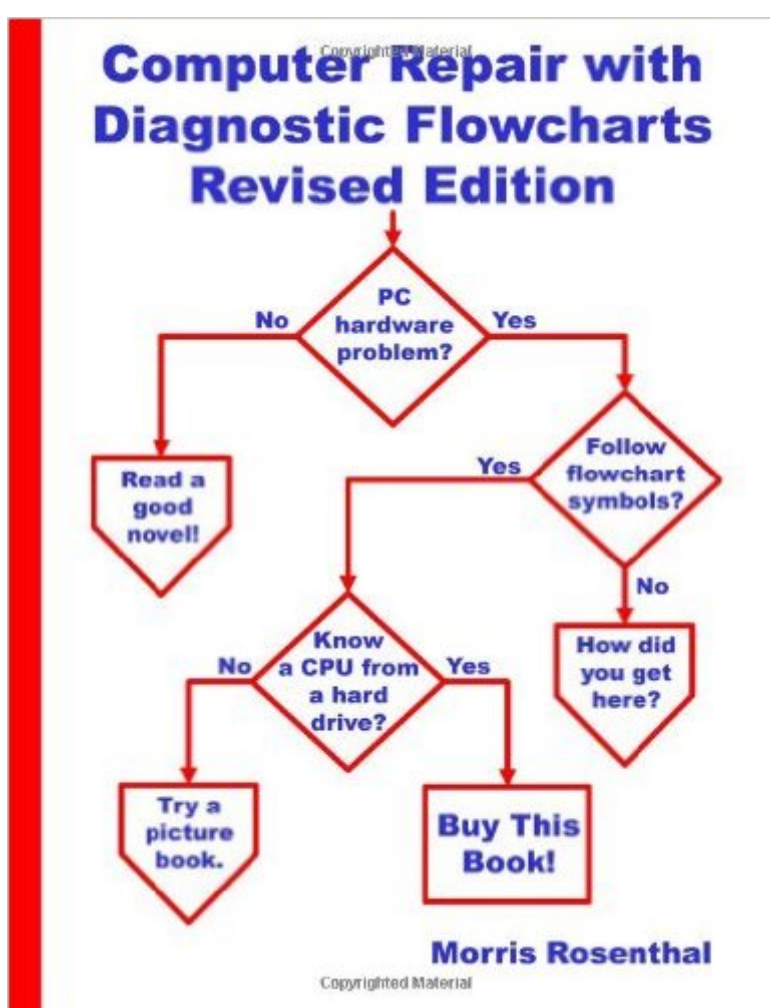 Copyrighted Material
Computer Repair with
Diagnostic Flowcharts
Revised Edition
PC
hardware
problem?
No
Yes
Read a
good
novel!
Follow
flowchart
symbols?
Yes
No
How did
you get
here?
Know
a CPU from
a hard
drive?
No
Yes
Try a
picture
book.
Buy This
Book!
Morris Rosenthal
Copyrighted Material